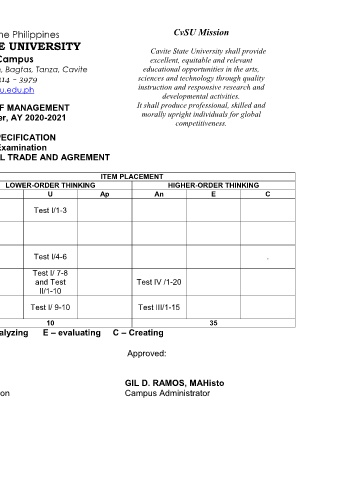 he Philippines
E UNIVERSITY
Campus
, Bagtas, Tanza, Cavite
914 - 3979
u.edu.ph
CvSU Mission
Cavite State University shall provide
excellent, equitable and relevant
educational opportunities in the arts,
sciences and technology through quality
instruction and responsive research and
developmental activities.
It shall produce professional, skilled and
morally upright individuals for global
competitiveness.
F MANAGEMENT
er, AY 2020-2021
PECIFICATION
Examination
L TRADE AND AGREMENT
ITEM PLACEMENT
LOWER-ORDER THINKING HIGHER-ORDER THINKING
U Ap An E C
Test I/1-3
Test I/4-6
Test I/ 7-8
and Test
II/1-10
Test IV /1-20
Test I/ 9-10 Test III/1-15
10 35
alyzing E – evaluating C – Creating
Approved:
GIL D. RAMOS, MAHisto
on Campus Administrator